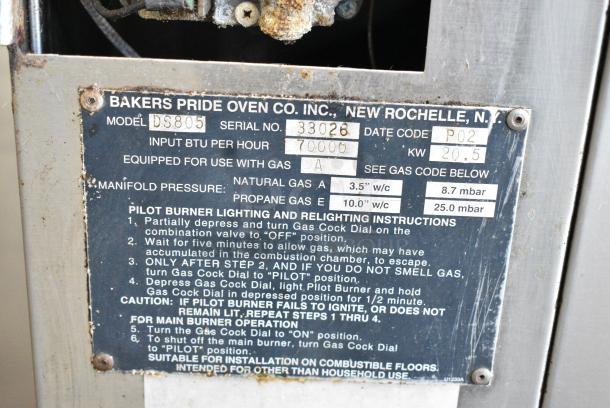 BAKERS PRIDE OVEN CO. INC., NEW ROCHELLE, N.Y.
MODEL DS805 SERIAL NO. 33026 DATE CODE P02
INPUT BTU PER HOUR 70000 KW 20.5
EQUIPPED FOR USE WITH GAS A SEE GAS CODE BELOW
MANIFOLD PRESSURE: NATURAL GAS A 3.5" w/c 8.7 mbar
PROPANE GAS E 10.0" w/c 25.0 mbar
PILOT BURNER LIGHTING AND RELIGHTING INSTRUCTIONS
1. Partially depress and turn Gas Cock Dial on the
combination valve to "OFF" position.
2. Wait for five minutes to allow gas, which may have
accumulated in the combustion chamber, to escape.
3. ONLY AFTER STEP 2, AND IF YOU DO NOT SMELL GAS,
turn Gas Cock Dial to "PILOT" position.
4. Depress Gas Cock Dial, light Pilot Burner and hold
Gas Cock Dial in depressed position for 1/2 minute.
CAUTION: IF PILOT BURNER FAILS TO IGNITE, OR DOES NOT
REMAIN LIT, REPEAT STEPS 1 THRU 4.
FOR MAIN BURNER OPERATION
5. Turn the Gas Cock Dial to "ON" position.
6. To shut off the main burner, turn Gas Cock Dial
to "PILOT" position.
SUITABLE FOR INSTALLATION ON COMBUSTIBLE FLOORS.
INTENDED FOR OTHER THAN HOUSEHOLD USE.